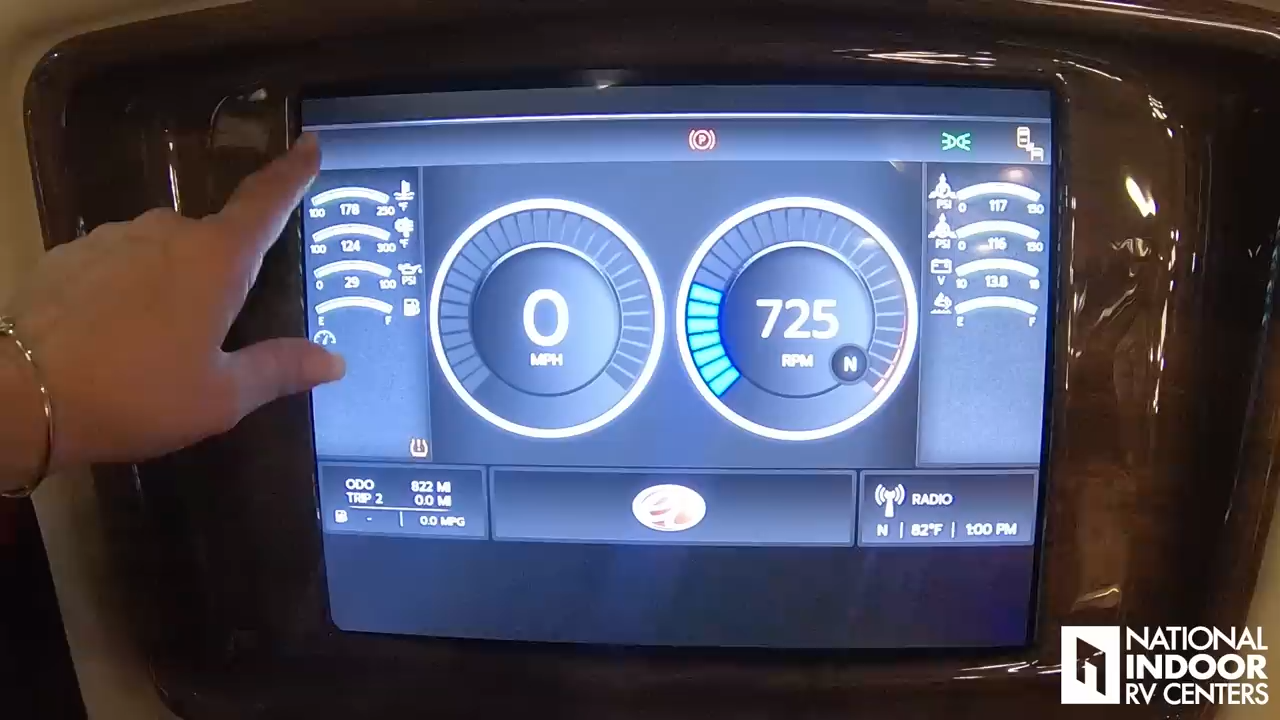 P
100 178 250 °F
100 124 300 °F
0 29 100 PSI
E F
0
MPH
725
RPM
N
PSI 0 117 150
PSI 0 116 150
V 10 13.8
E F
ODO 822 MI
TRIP 2 0.0 MI
- | 0.0 MPG
RADIO
N | 82°F | 1:00 PM
NATIONAL
INDOOR
RV CENTERS